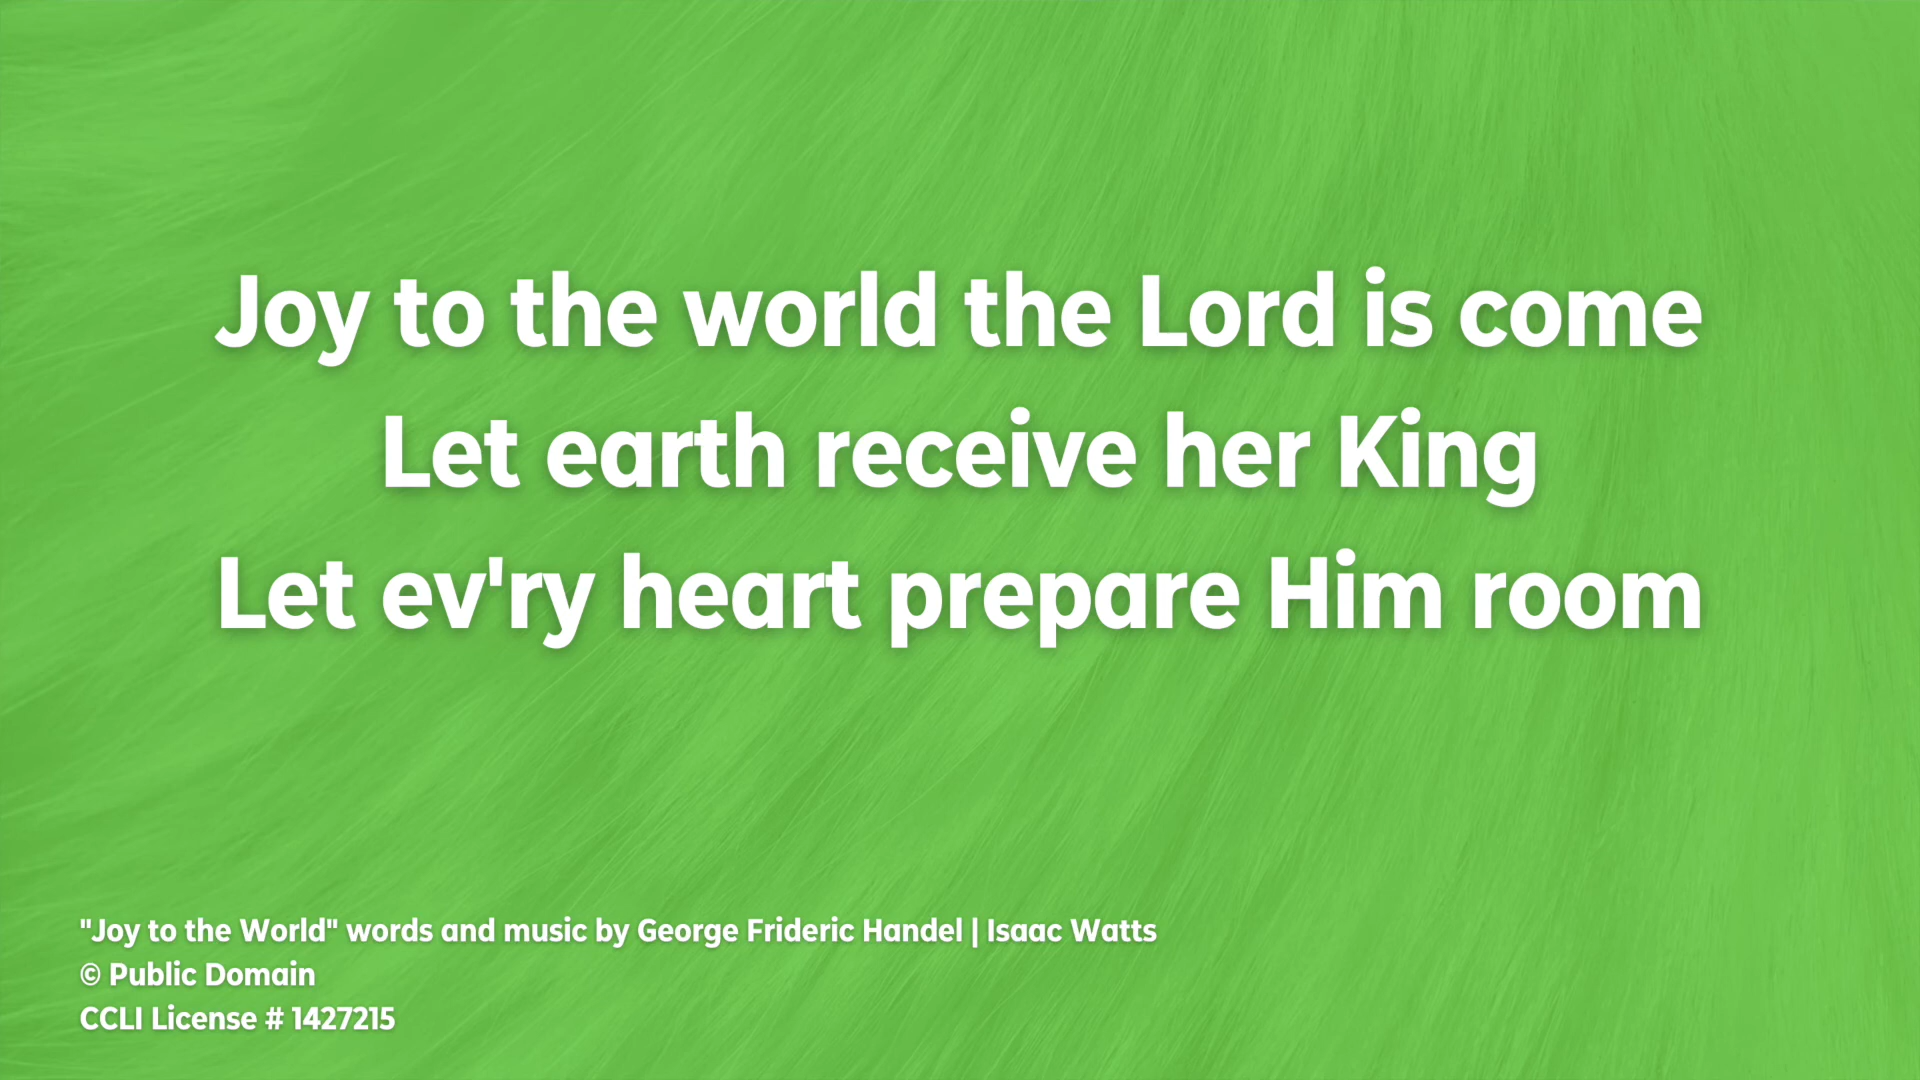 Joy to the world the Lord is come
Let earth receive her King
Let ev'ry heart prepare Him room
"Joy to the World" words and music by George Frideric Handel | Isaac Watts
© Public Domain
CCLI License # 1427215